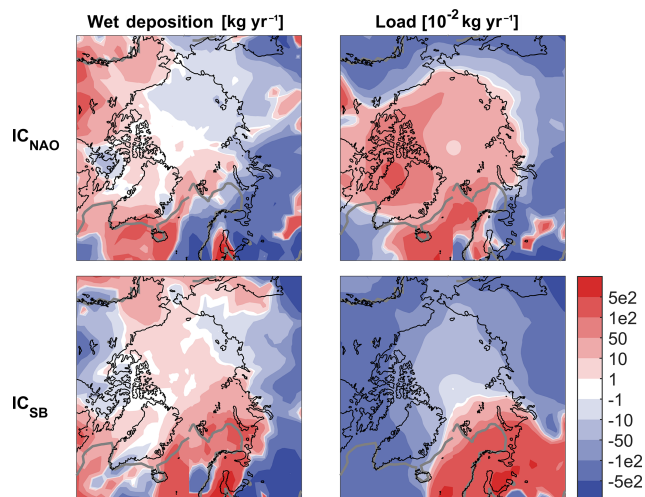 Wet deposition [kg yr⁻¹]
Load [10⁻² kg yr⁻¹]
IC_NAO
IC_SB
5e2
1e2
50
10
1
-1
-10
-50
-1e2
-5e2